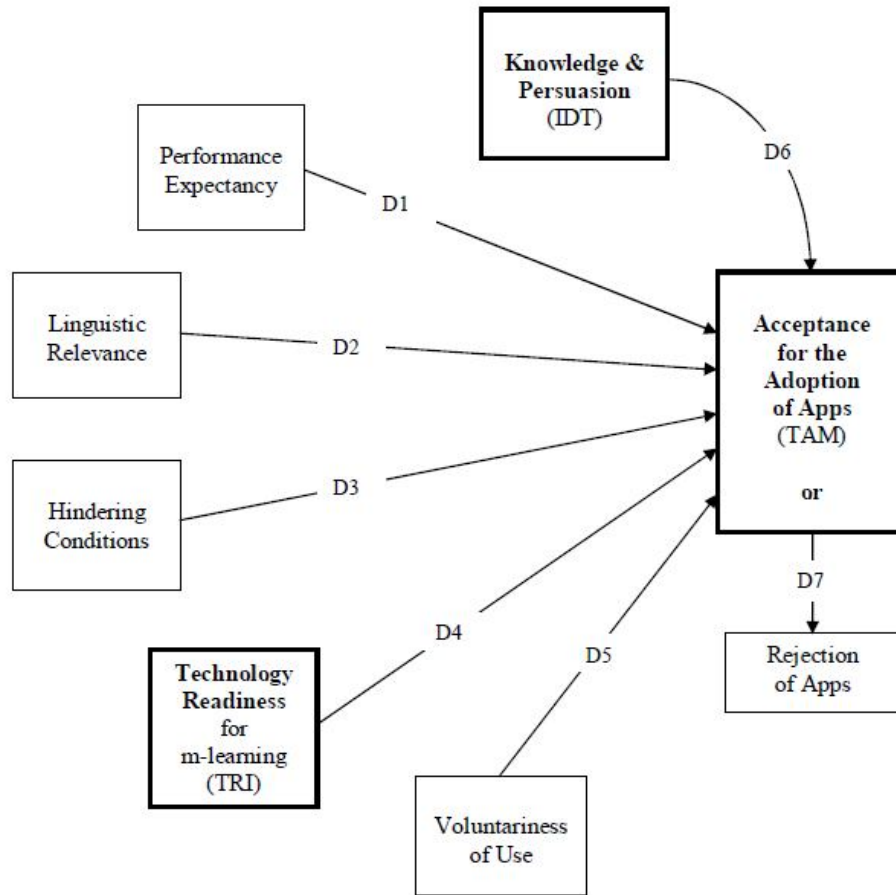 Knowledge &
Persuasion
(IDT)
D6
Performance
Expectancy
D1
Linguistic
Relevance
D2
Acceptance
for the
Adoption
of Apps
(TAM)
or
Hindering
Conditions
D3
D7
D4
D5
Rejection
of Apps
Technology
Readiness
for
m-learning
(TRI)
Voluntariness
of Use